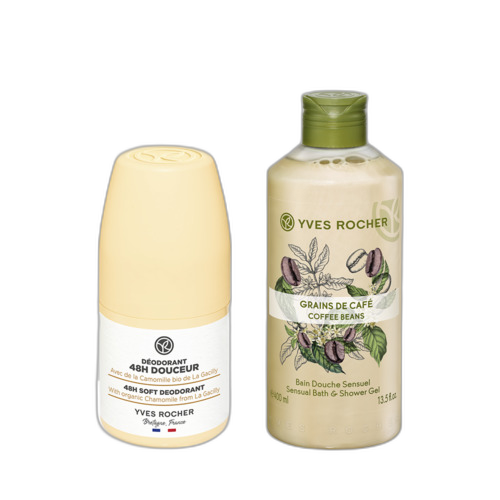 DÉODORANT
48H DOUCEUR
Avec de la Camomille bio de La Gacilly
48H SOFT DEODORANT
With organic Chamomile from La Gacilly
YVES ROCHER
Bretagne, France
YVES ROCHER
GRAINS DE CAFÉ
COFFEE BEANS
Bain Douche Sensuel
Sensual Bath & Shower Gel
℮ 400 ml
13.5 fl.oz